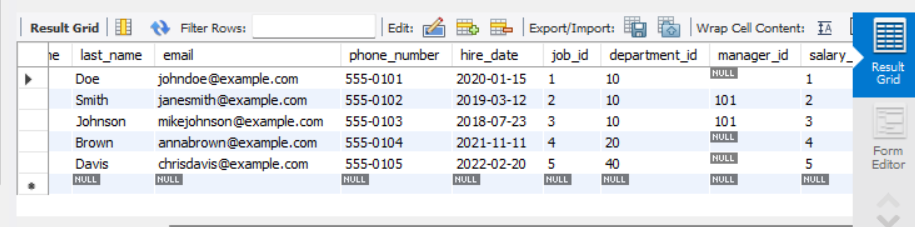 Result Grid Filter Rows: Edit: Export/Import: Wrap Cell Content: IA
ne last_name email phone_number hire_date job_id department_id manager_id salary_
Doe johndoe@example.com 555-0101 2020-01-15 1 10 NULL 1
Smith janesmith@example.com 555-0102 2019-03-12 2 10 101 2
Johnson mikejohnson@example.com 555-0103 2018-07-23 3 10 101 3
Brown annabrown@example.com 555-0104 2021-11-11 4 20 NULL 4
Davis chrisdavis@example.com 555-0105 2022-02-20 5 40 NULL 5
NULL NULL NULL NULL NULL NULL NULL NULL
Result
Grid
Form
Editor